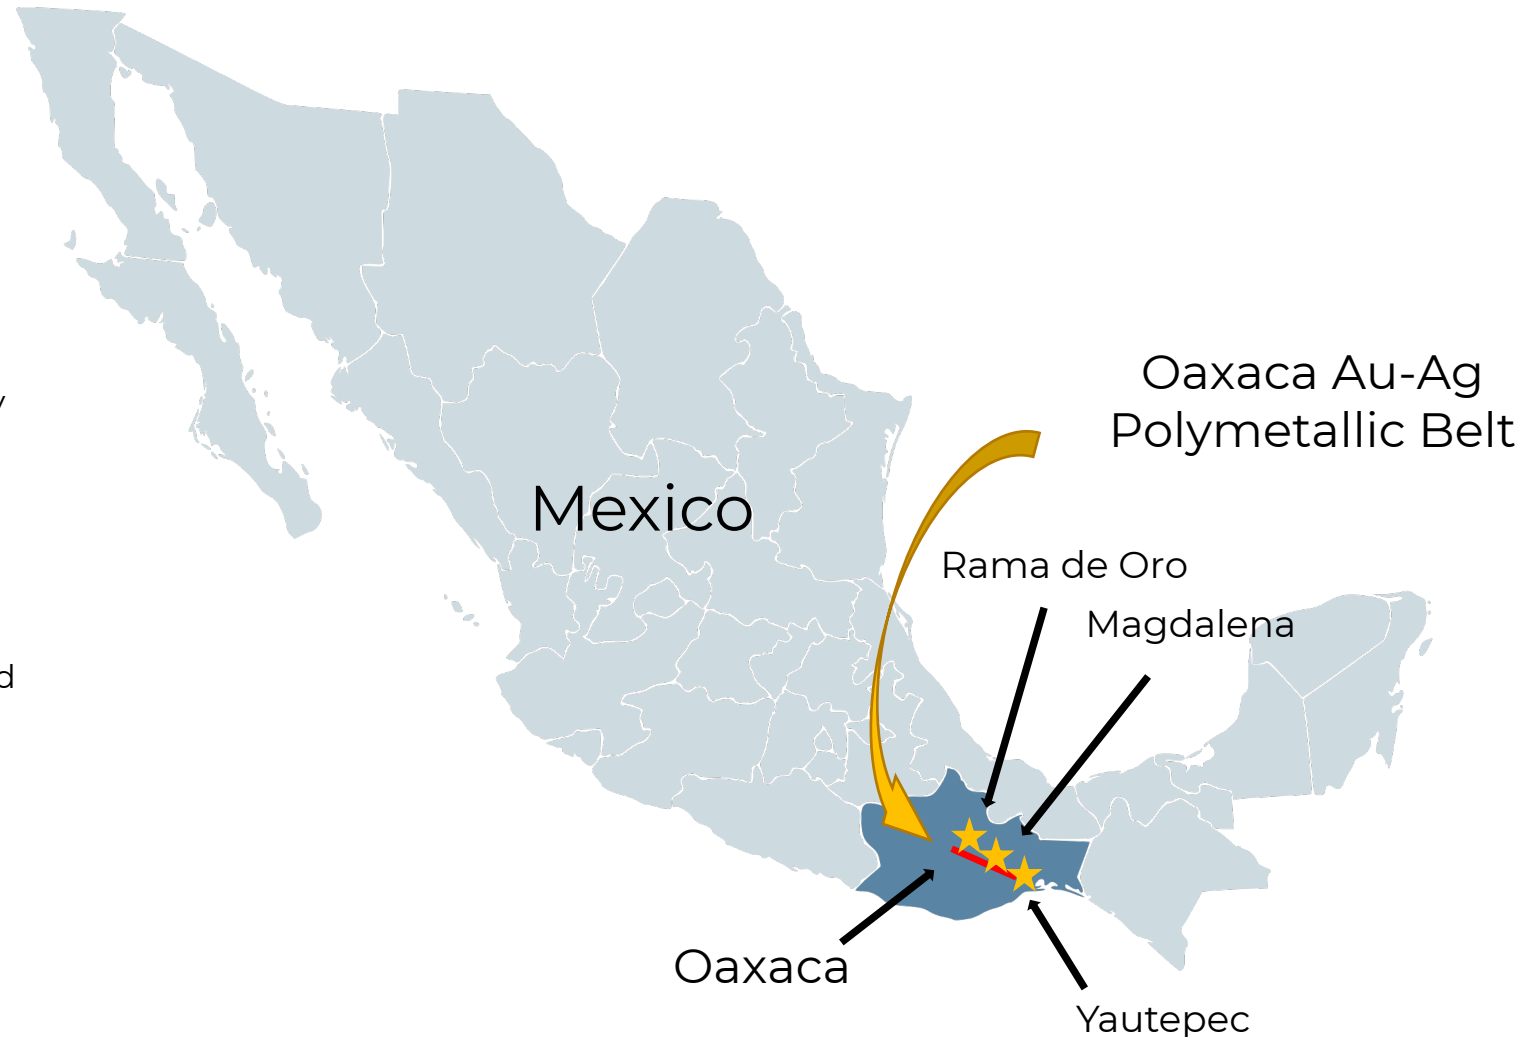 Oaxaca Au-Ag
Polymetallic Belt
Mexico
Rama de Oro
Magdalena
Oaxaca
Yautepec